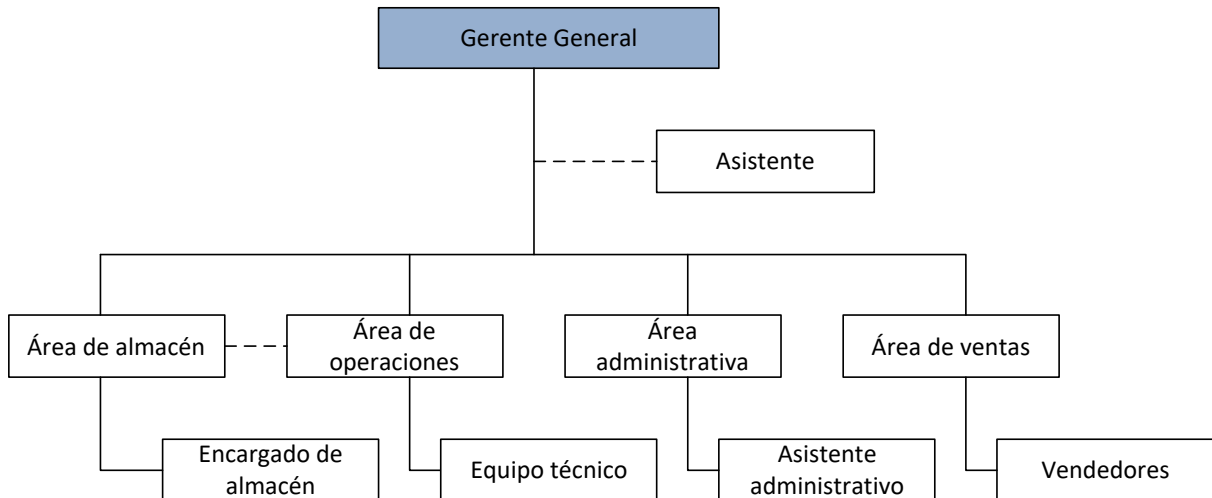 Gerente General
Asistente
Área de almacén
Área de
operaciones
Área
administrativa
Área de ventas
Encargado de
almacén
Equipo técnico
Asistente
administrativo
Vendedores